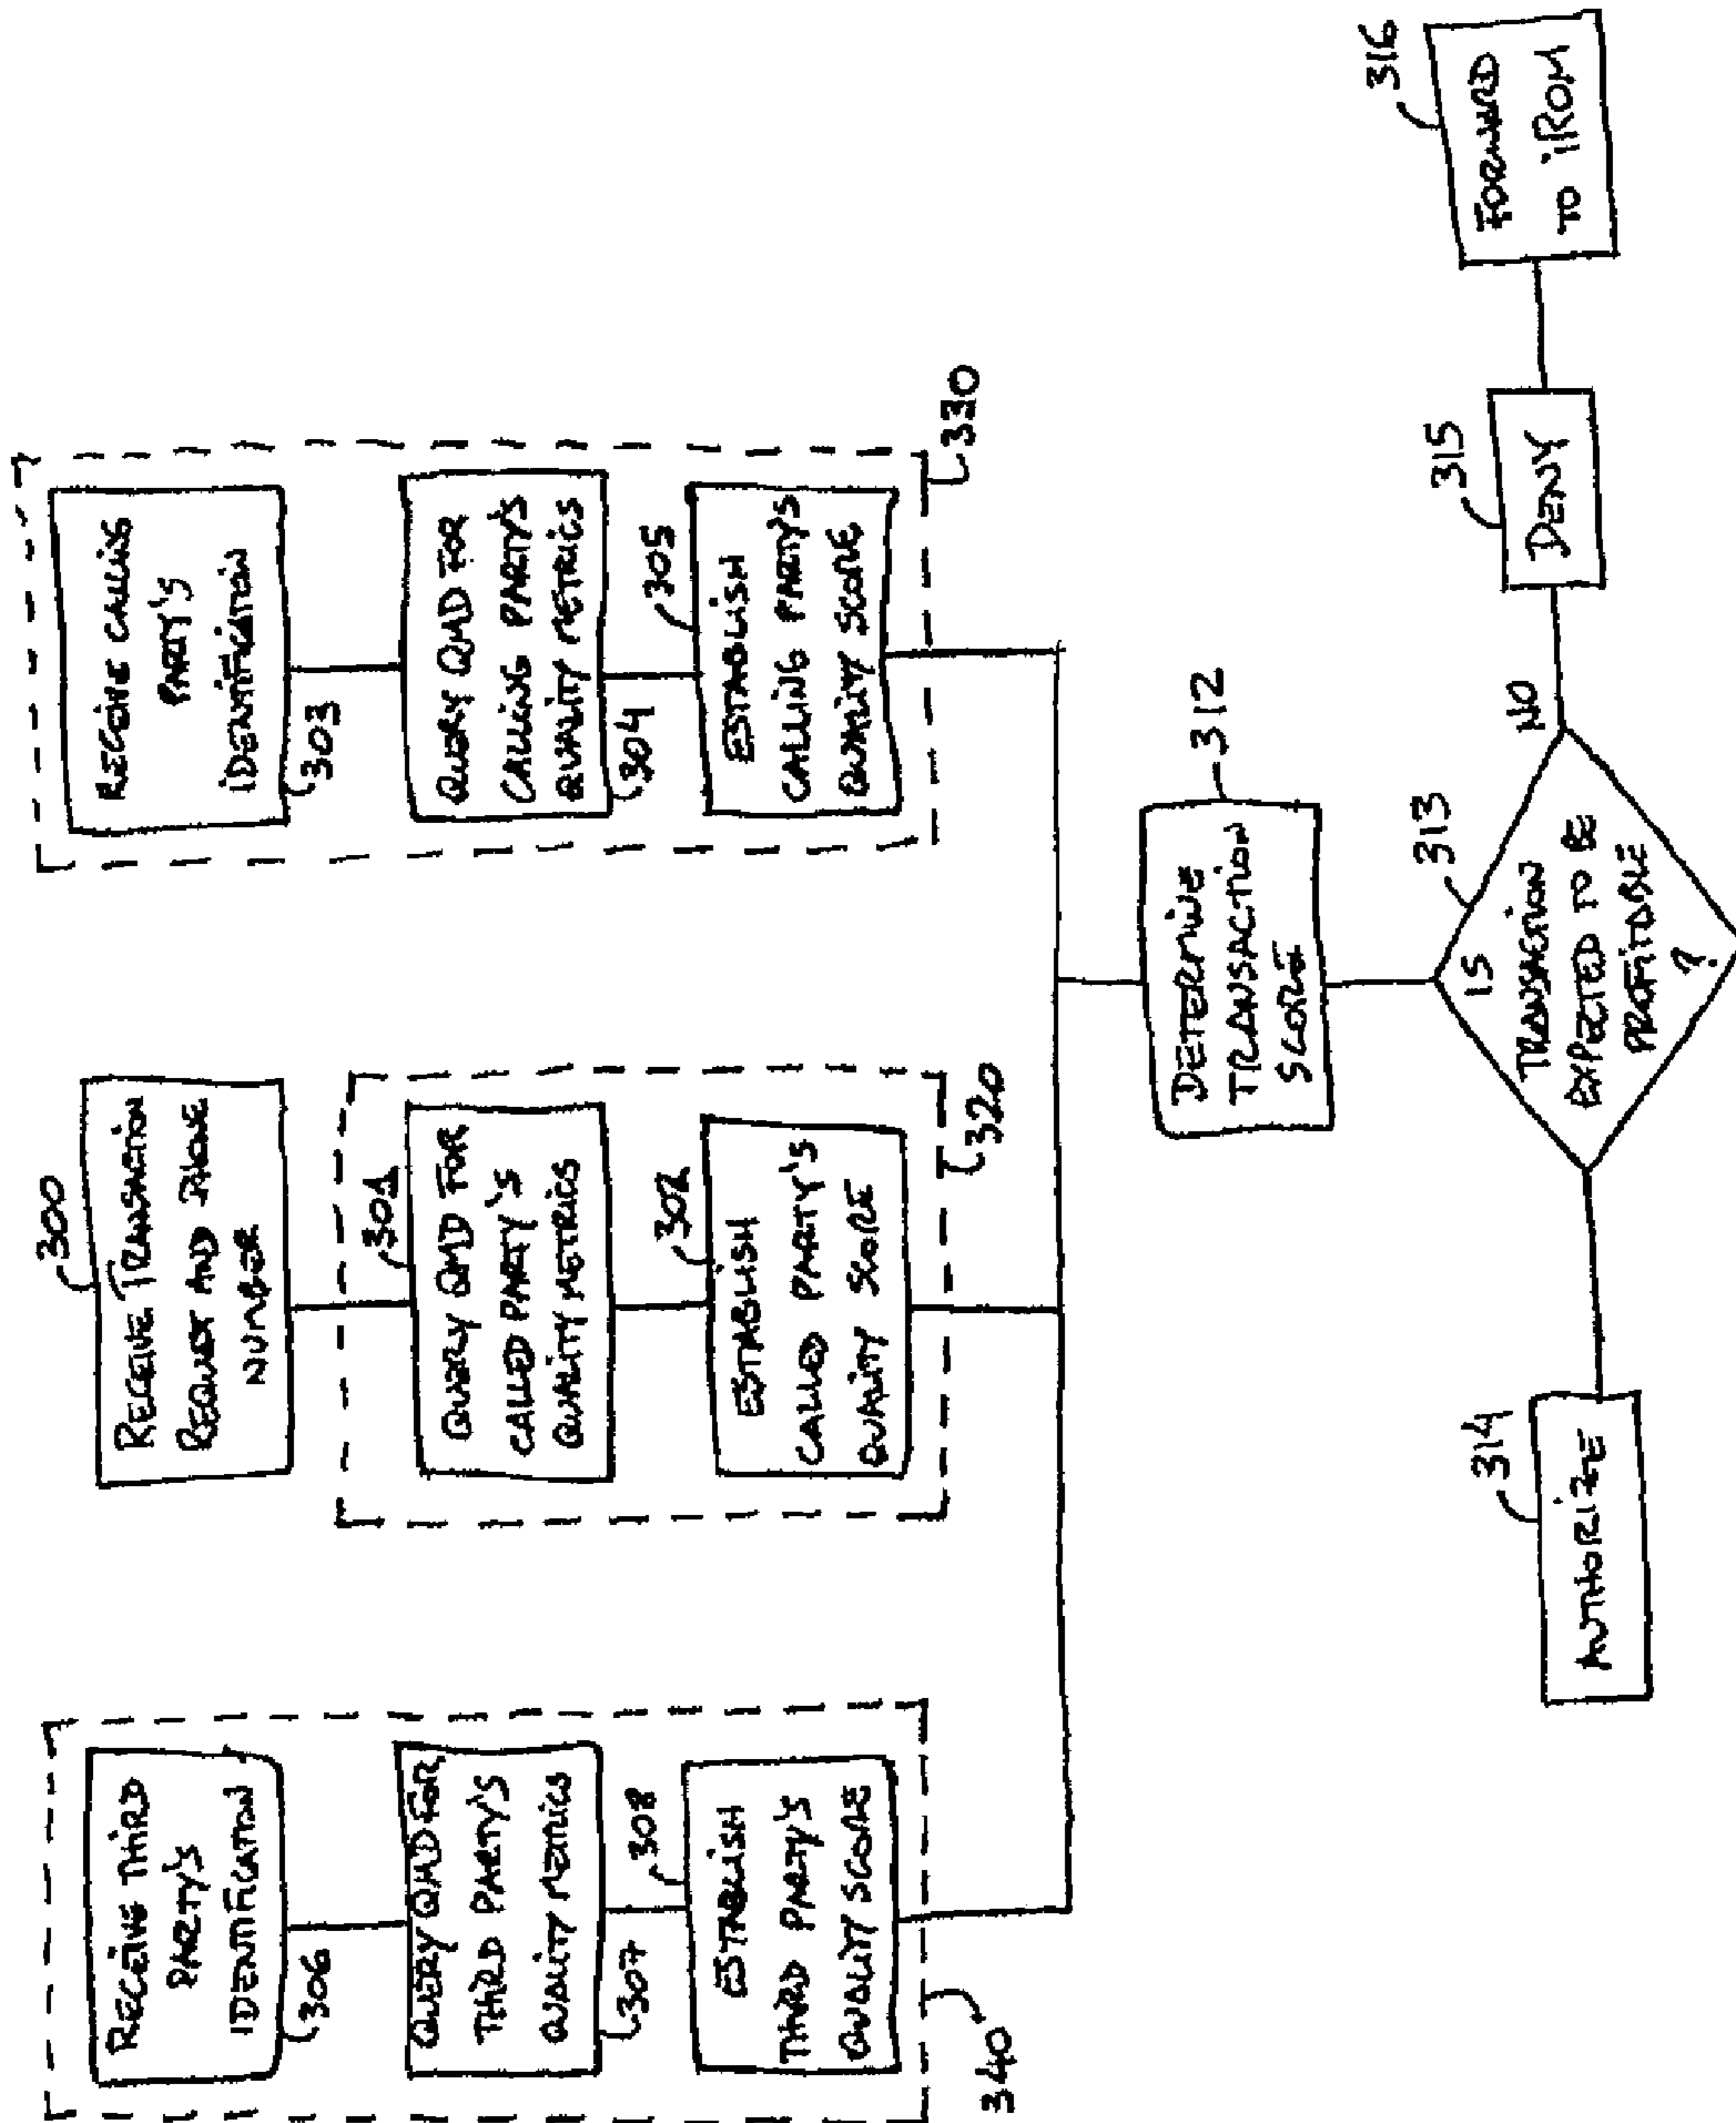 RECEIVE THIRD
PARTY'S
IDENTIFICATION
306
QUERY QMD FOR
THIRD PARTY'S
QUALITY METRICS
307
308
ESTABLISH
THIRD PARTY'S
QUALITY SCORE
340
300
RECEIVE TRANSACTION
REQUEST AND PHONE
NUMBER
301
QUERY QMD FOR
CALLED PARTY'S
QUALITY METRICS
302
ESTABLISH
CALLED PARTY'S
QUALITY SCORE
320
RECEIVE CALLING
PARTY'S
IDENTIFICATION
303
QUERY QMD FOR
CALLING PARTY'S
QUALITY METRICS
304
305
ESTABLISH
CALLING PARTY'S
QUALITY SCORE
330
312
DETERMINE
TRANSACTION
SCORE
313
IS
TRANSACTION
EXPECTED TO BE
PROFITABLE
?
NO
314
AUTHORIZE
315
DENY
316
FORWARD
TO iROM